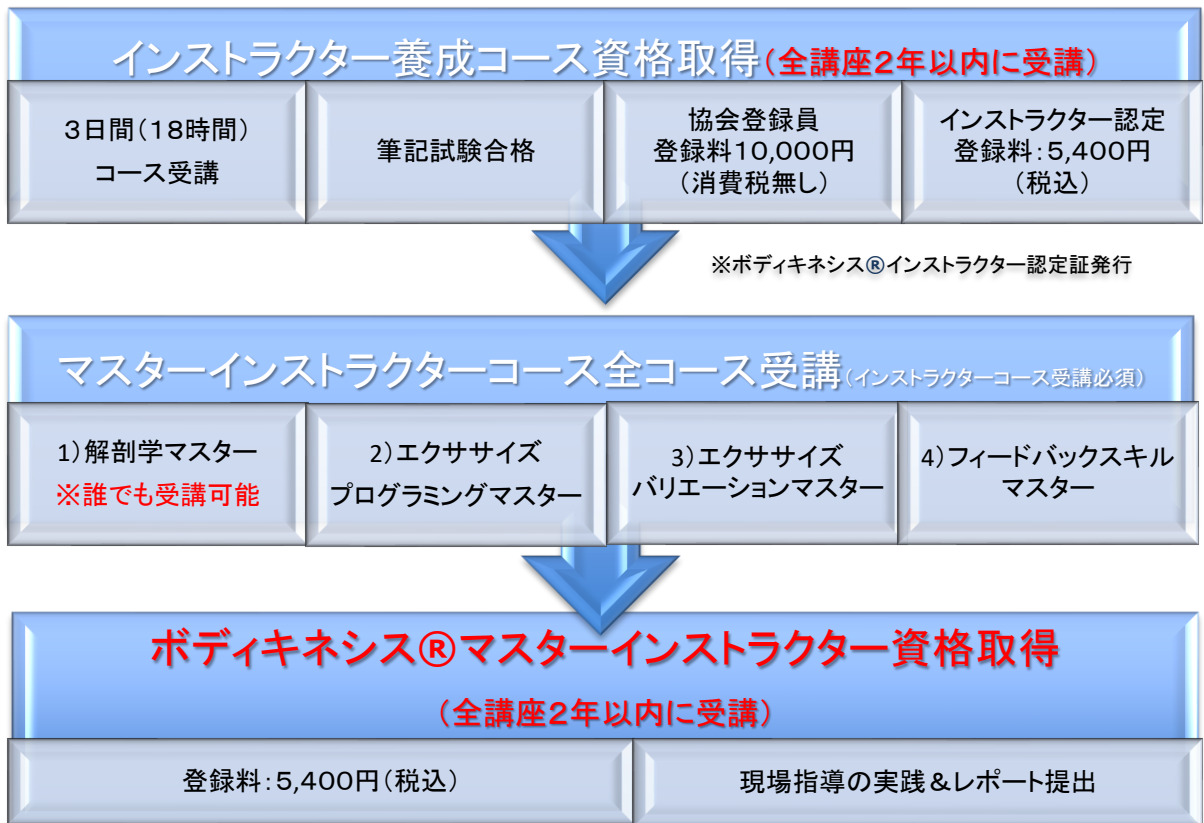 インストラクター養成コース資格取得(全講座2年以内に受講)
3日間(18時間)
コース受講
筆記試験合格
協会登録員
登録料10,000円
(消費税無し)
インストラクター認定
登録料:5,400円
(税込)
※ボディキネシス®インストラクター認定証発行
マスターインストラクターコース全コース受講(インストラクターコース受講必須)
1)解剖学マスター
※誰でも受講可能
2)エクササイズ
プログラミングマスター
3)エクササイズ
バリエーションマスター
4)フィードバックスキル
マスター
ボディキネシス®マスターインストラクター資格取得
(全講座2年以内に受講)
登録料:5,400円(税込)
現場指導の実践&レポート提出